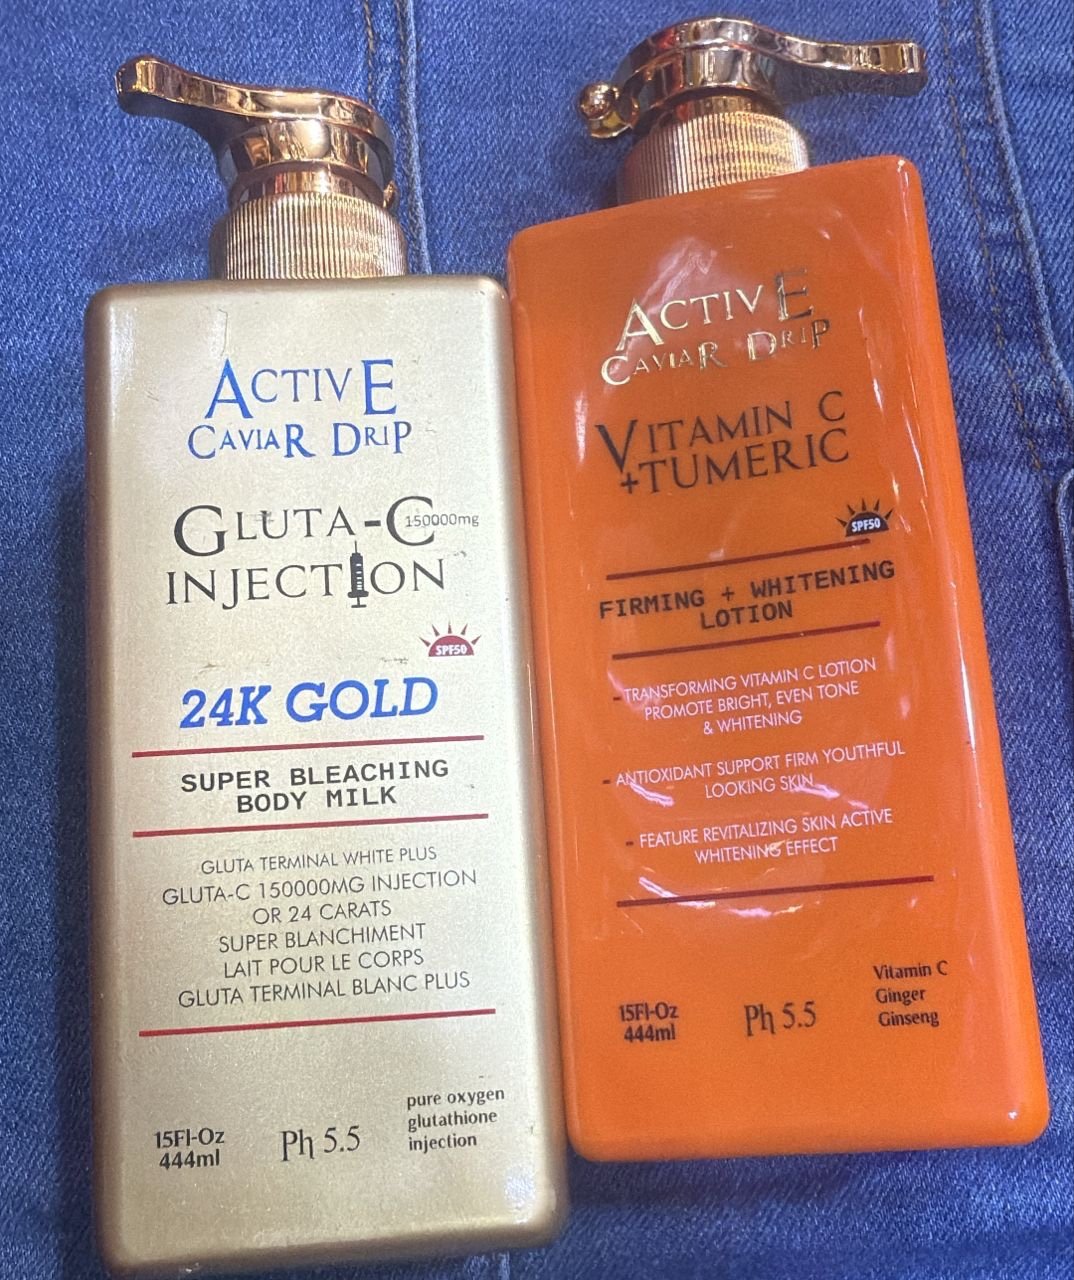 ACTIVE
CAVIAR DRIP
GLUTA-C 150000mg
INJECTION
SPF50
24K GOLD
SUPER BLEACHING
BODY MILK
GLUTA TERMINAL WHITE PLUS
GLUTA-C 150000MG INJECTION
OR 24 CARATS
SUPER BLANCHIMENT
LAIT POUR LE CORPS
GLUTA TERMINAL BLANC PLUS
15Fl-Oz
444ml
Ph 5.5
pure oxygen
glutathione
injection
ACTIVE
CAVIAR DRIP
VITAMIN C
+TUMERIC
SPF50
FIRMING + WHITENING
LOTION
- TRANSFORMING VITAMIN C LOTION
PROMOTE BRIGHT, EVEN TONE
& WHITENING
- ANTIOXIDANT SUPPORT FIRM YOUTHFUL
LOOKING SKIN
- FEATURE REVITALIZING SKIN ACTIVE
WHITENING EFFECT
15Fl-Oz
444ml
Ph 5.5
Vitamin C
Ginger
Ginseng